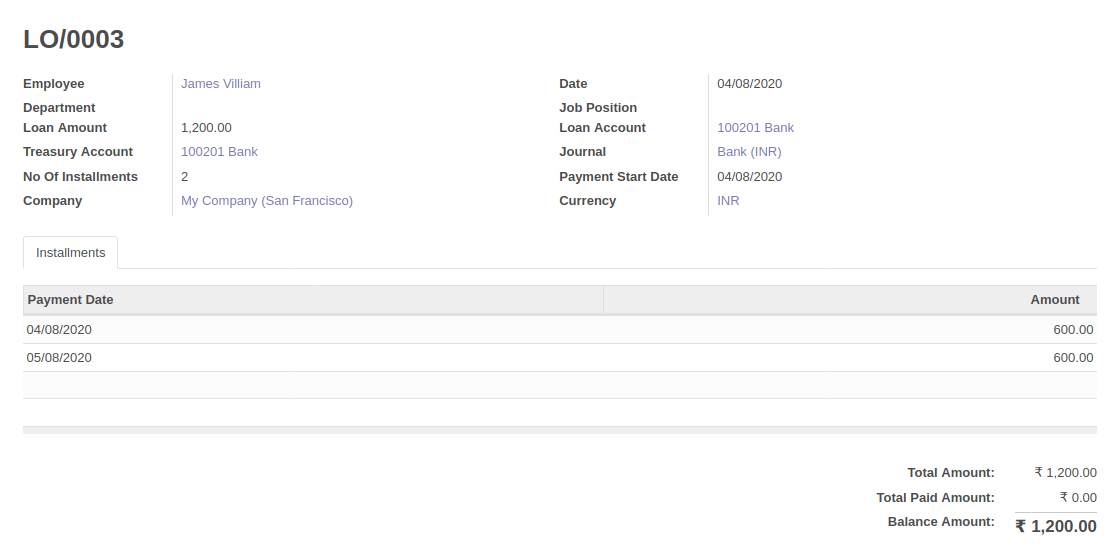 LO/0003
Employee James Villiam Date 04/08/2020
Department Job Position
Loan Amount 1,200.00 Loan Account 100201 Bank
Treasury Account 100201 Bank Journal Bank (INR)
No Of Installments 2 Payment Start Date 04/08/2020
Company My Company (San Francisco) Currency INR
Installments
Payment Date Amount
04/08/2020 600.00
05/08/2020 600.00
Total Amount: ₹ 1,200.00
Total Paid Amount: ₹ 0.00
Balance Amount: ₹ 1,200.00